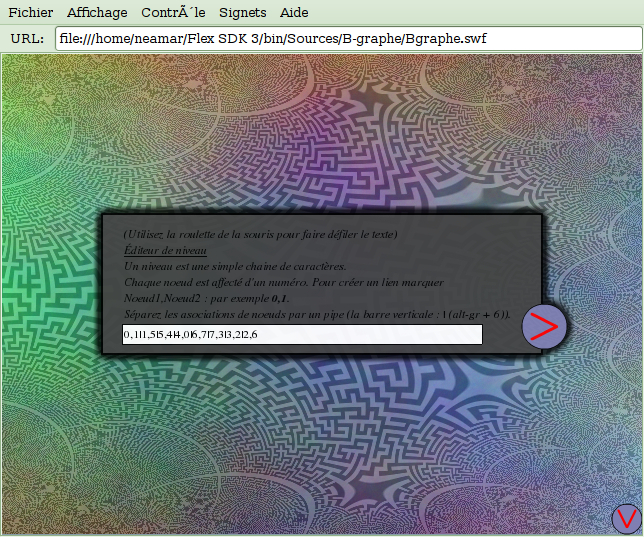 Fichier Affichage ContrÃ´le Signets Aide
URL: file:///home/neamar/Flex SDK 3/bin/Sources/B-graphe/Bgraphe.swf
(Utilisez la roulette de la souris pour faire défiler le texte)
Éditeur de niveau
Un niveau est une simple chaine de caractères.
Chaque noeud est affecté d'un numéro. Pour créer un lien marquer
Noeud1,Noeud2 : par exemple 0,1.
Séparez les asociations de noeuds par un pipe (la barre verticale : | (alt-gr + 6)).
0,1|1,5|5,4|4,0|6,7|7,3|3,2|2,6